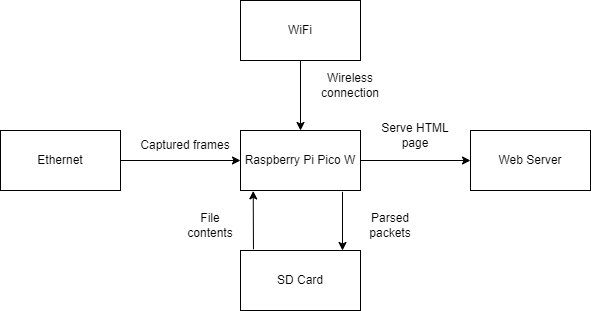 WiFi
Wireless
connection
Ethernet
Captured frames
Raspberry Pi Pico W
Serve HTML
page
Web Server
File
contents
Parsed
packets
SD Card